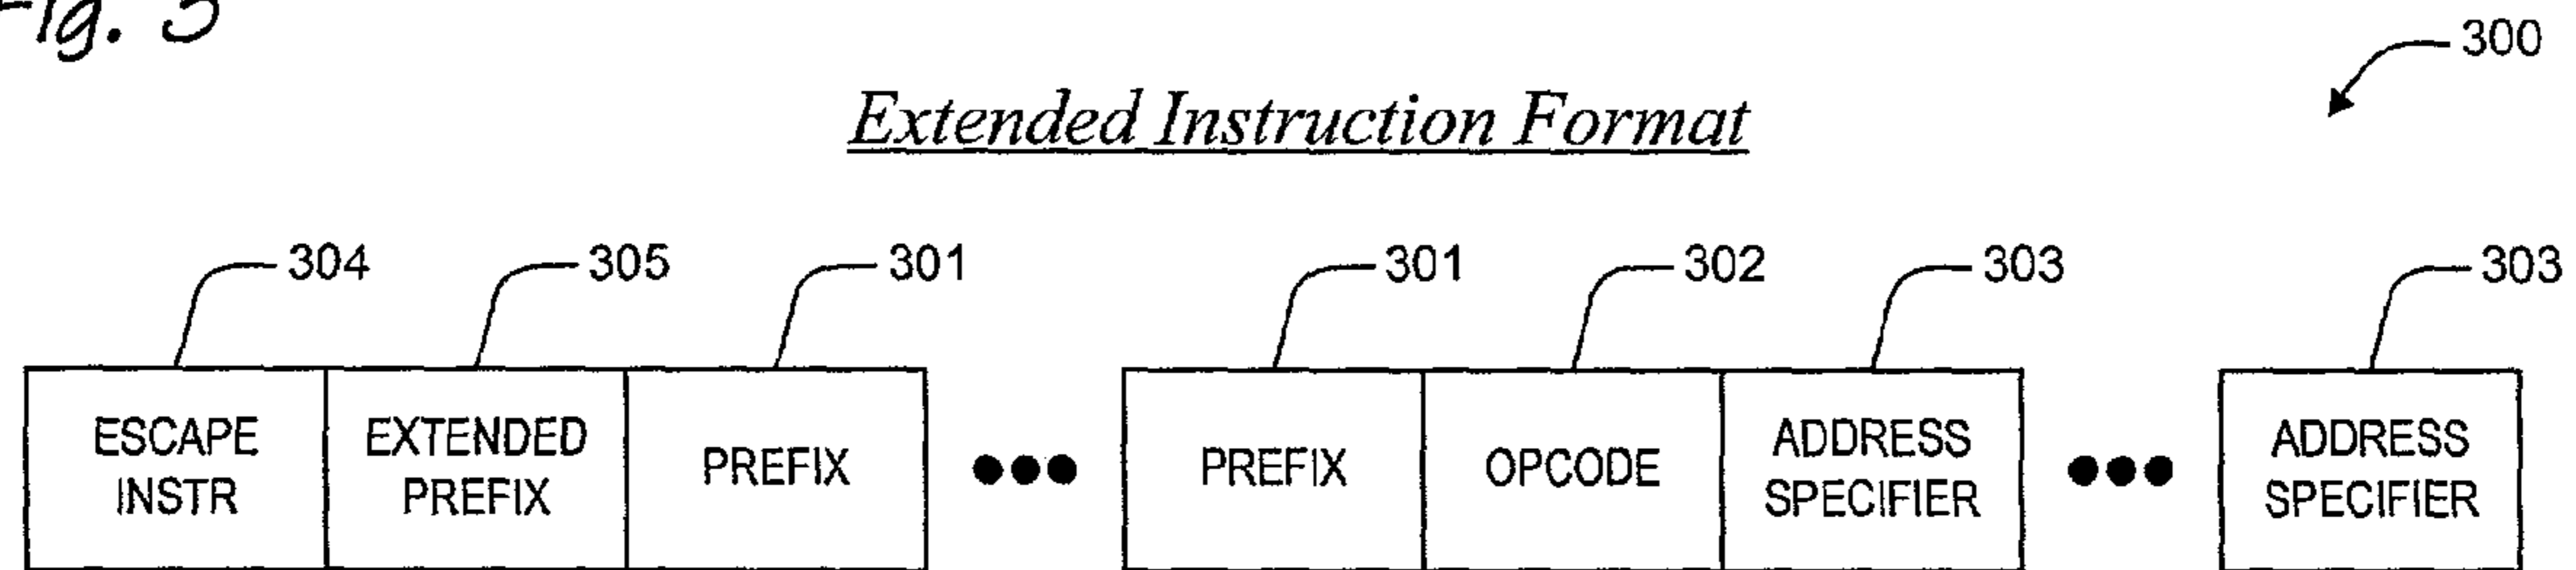 Fig. 3
300
Extended Instruction Format
304 305 301 301 302 303 303
ESCAPE INSTR
EXTENDED PREFIX
PREFIX
PREFIX
OPCODE
ADDRESS SPECIFIER
ADDRESS SPECIFIER